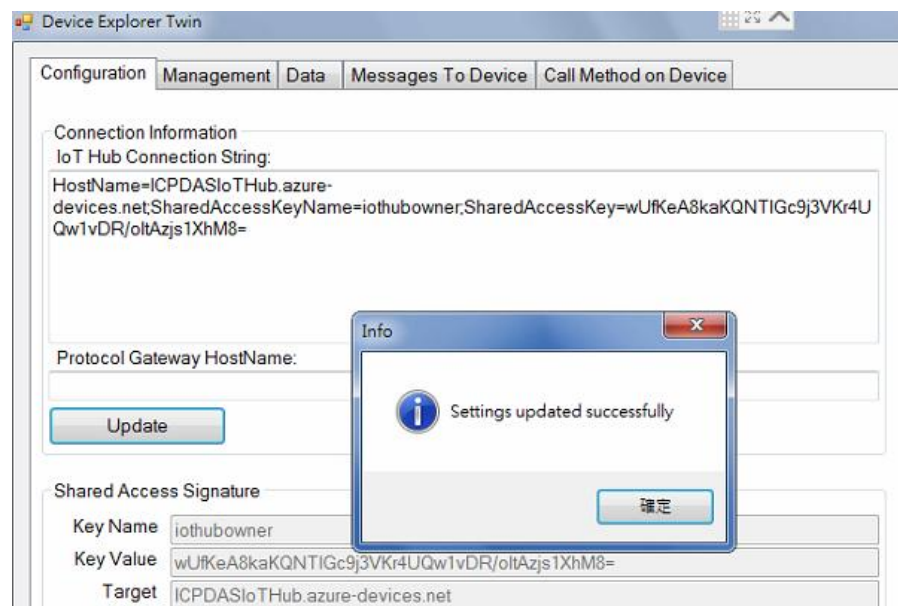 Device Explorer Twin
Configuration Management Data Messages To Device Call Method on Device
Connection Information
IoT Hub Connection String:
HostName=ICPDASIoTHub.azure-
devices.net;SharedAccessKeyName=iothubowner;SharedAccessKey=wUfKeA8kaKQNTIGc9j3VKr4U
Qw1vDR/oltAzjs1XhM8=
Info
Protocol Gateway HostName:
Settings updated successfully
Update
Shared Access Signature
確定
Key Name iothubowner
Key Value wUfKeA8kaKQNTIGc9j3VKr4UQw1vDR/oltAzjs1XhM8=
Target ICPDASIoTHub.azure-devices.net